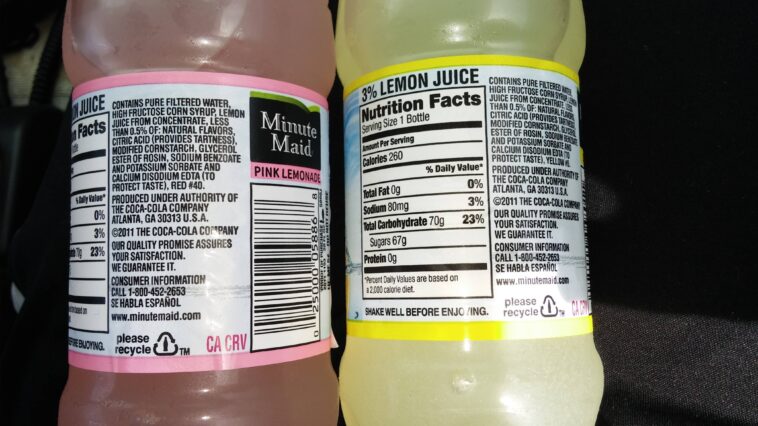 N JUICE
n Facts
% Daily Value*
0%
3%
70g 23%
BEFORE ENJOYING.
CONTAINS PURE FILTERED WATER,
HIGH FRUCTOSE CORN SYRUP, LEMON
JUICE FROM CONCENTRATE, LESS
THAN 0.5% OF: NATURAL FLAVORS,
CITRIC ACID (PROVIDES TARTNESS),
MODIFIED CORNSTARCH, GLYCEROL
ESTER OF ROSIN, SODIUM BENZOATE
AND POTASSIUM SORBATE AND
CALCIUM DISODIUM EDTA (TO
PROTECT TASTE), RED #40.
PRODUCED UNDER AUTHORITY OF
THE COCA-COLA COMPANY
ATLANTA, GA 30313 U.S.A.
©2011 THE COCA-COLA COMPANY
OUR QUALITY PROMISE ASSURES
YOUR SATISFACTION.
WE GUARANTEE IT.
CONSUMER INFORMATION
CALL 1-800-452-2653
SE HABLA ESPAÑOL
www.minutemaid.com
please
recycle TM
CA CRV
Minute
Maid
PINK LEMONADE
0 25000 05886 8
3% LEMON JUICE
Nutrition Facts
Serving Size 1 Bottle
Amount Per Serving
Calories 260
% Daily Value*
Total Fat 0g 0%
Sodium 80mg 3%
Total Carbohydrate 70g 23%
Sugars 67g
Protein 0g
*Percent Daily Values are based on
a 2,000 calorie diet.
SHAKE WELL BEFORE ENJOYING.
CONTAINS PURE FILTERED WATER,
HIGH FRUCTOSE CORN SYRUP, LEMON
JUICE FROM CONCENTRATE, LESS
THAN 0.5% OF: NATURAL FLAVORS,
CITRIC ACID (PROVIDES TARTNESS),
MODIFIED CORNSTARCH, GLYCEROL
ESTER OF ROSIN, SODIUM BENZOATE
AND POTASSIUM SORBATE AND
CALCIUM DISODIUM EDTA (TO
PROTECT TASTE), YELLOW
PRODUCED UNDER AUTHORITY OF
THE COCA-COLA COMPANY
ATLANTA, GA 30313 U.S.A.
©2011 THE COCA-COLA COMPANY
OUR QUALITY PROMISE ASSURES
YOUR SATISFACTION.
WE GUARANTEE IT.
CONSUMER INFORMATION
CALL 1-800-452-2653
SE HABLA ESPAÑOL
www.minutemaid.com
please
recycle TM
CA CRV